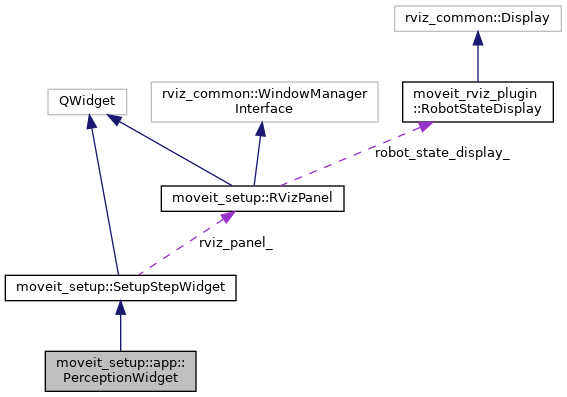 rviz_common::Display
QWidget
rviz_common::WindowManager
Interface
moveit_rviz_plugin
::RobotStateDisplay
robot_state_display_
moveit_setup::RVizPanel
rviz_panel_
moveit_setup::SetupStepWidget
moveit_setup::app::
PerceptionWidget